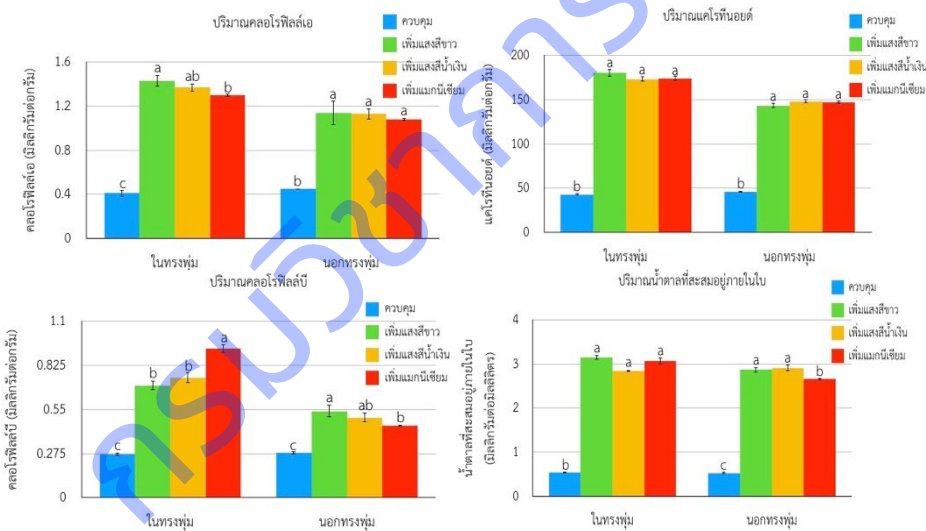 ปริมาณคลอโรฟิลล์เอ
ควบคุม
เพิ่มแสงสีขาว
เพิ่มแสงสีน้ำเงิน
เพิ่มแมกนีเซียม
คลอโรฟิลล์เอ (มิลลิกรัมต่อกรัม)
1.6
1.2
0.8
0.4
0
c a ab b
b a a a
ในทรงพุ่ม นอกทรงพุ่ม
ปริมาณแคโรทีนอยด์
ควบคุม
เพิ่มแสงสีขาว
เพิ่มแสงสีน้ำเงิน
เพิ่มแมกนีเซียม
แคโรทีนอยด์ (มิลลิกรัมต่อกรัม)
200
150
100
50
0
b a a a
b a a a
ในทรงพุ่ม นอกทรงพุ่ม
ปริมาณคลอโรฟิลล์บี
ควบคุม
เพิ่มแสงสีขาว
เพิ่มแสงสีน้ำเงิน
เพิ่มแมกนีเซียม
คลอโรฟิลล์บี (มิลลิกรัมต่อกรัม)
1.1
0.825
0.55
0.275
0
c b b a
c a ab b
ในทรงพุ่ม นอกทรงพุ่ม
ปริมาณน้ำตาลที่สะสมอยู่ภายในใบ
ควบคุม
เพิ่มแสงสีขาว
เพิ่มแสงสีน้ำเงิน
เพิ่มแมกนีเซียม
น้ำตาลที่สะสมอยู่ภายในใบ
(มิลลิกรัมต่อมิลลิลิตร)
4
3
2
1
0
b a a a
c a a b
ในทรงพุ่ม นอกทรงพุ่ม
กรมวิชาการ